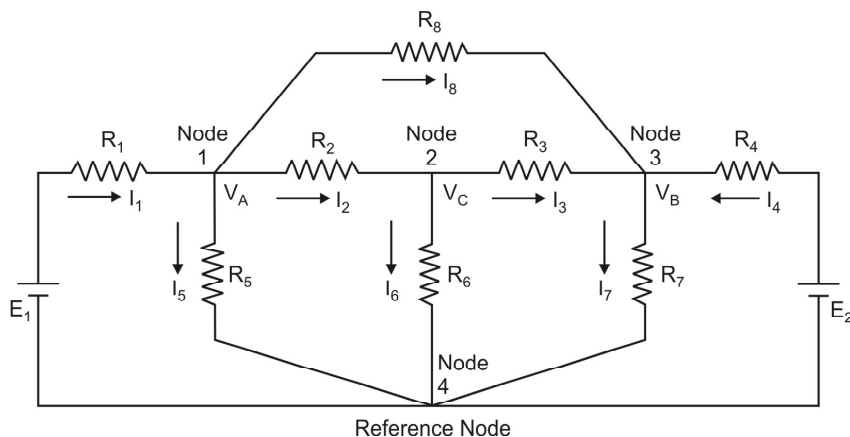 R8
I8
Node
1
Node
2
Node
3
R1
R2
R3
R4
VA
VC
VB
I1
I2
I3
I4
I5
R5
I6
R6
I7
R7
E1
E2
Node
4
Reference Node